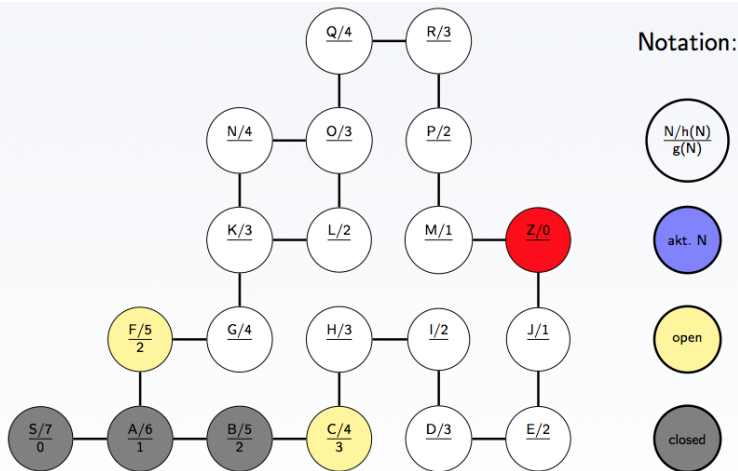 Q/4 R/3 Notation:
N/4 O/3 P/2 N/h(N)
g(N)
K/3 L/2 M/1 Z/0 akt. N
F/5 G/4 H/3 I/2 J/1 open
2
S/7 A/6 B/5 C/4 D/3 E/2 closed
0 1 2 3